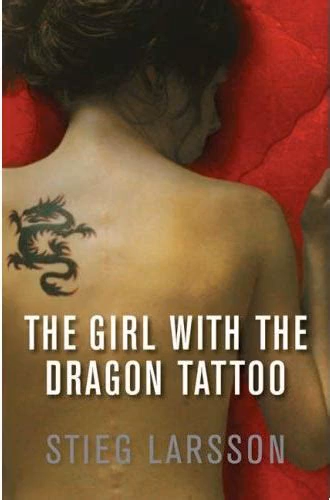 THE GIRL WITH THE
DRAGON TATTOO
STIEG LARSSON